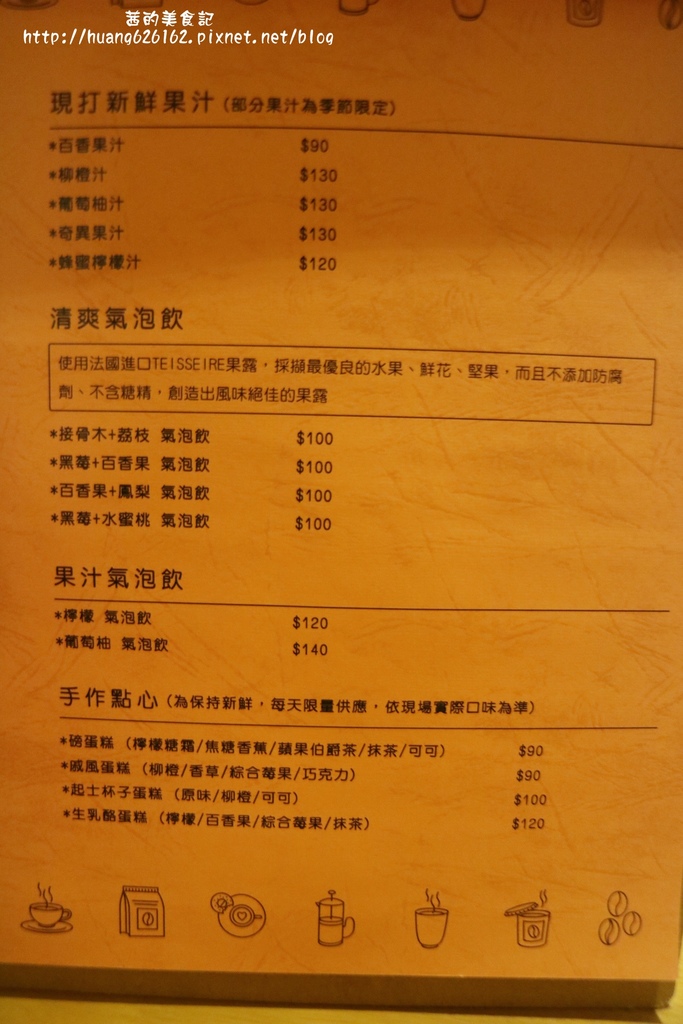 茜的美食記
http://huang626162.pixnet.net/blog
現打新鮮果汁 (部分果汁為季節限定)
*百香果汁 $90
*柳橙汁 $130
*葡萄柚汁 $130
*奇異果汁 $130
*蜂蜜檸檬汁 $120
清爽氣泡飲
使用法國進口TEISSEIRE果露，採擷最優良的水果、鮮花、堅果，而且不添加防腐
劑、不含糖精，創造出風味絕佳的果露
*接骨木+荔枝 氣泡飲 $100
*黑莓+百香果 氣泡飲 $100
*百香果+鳳梨 氣泡飲 $100
*黑莓+水蜜桃 氣泡飲 $100
果汁氣泡飲
*檸檬 氣泡飲 $120
*葡萄柚 氣泡飲 $140
手作點心 (為保持新鮮，每天限量供應，依現場實際口味為準)
*磅蛋糕 (檸檬糖霜/焦糖香蕉/蘋果伯爵茶/抹茶/可可) $90
*戚風蛋糕 (柳橙/香草/綜合莓果/巧克力) $90
*起士杯子蛋糕 (原味/柳橙/可可) $100
*生乳酪蛋糕 (檸檬/百香果/綜合莓果/抹茶) $120